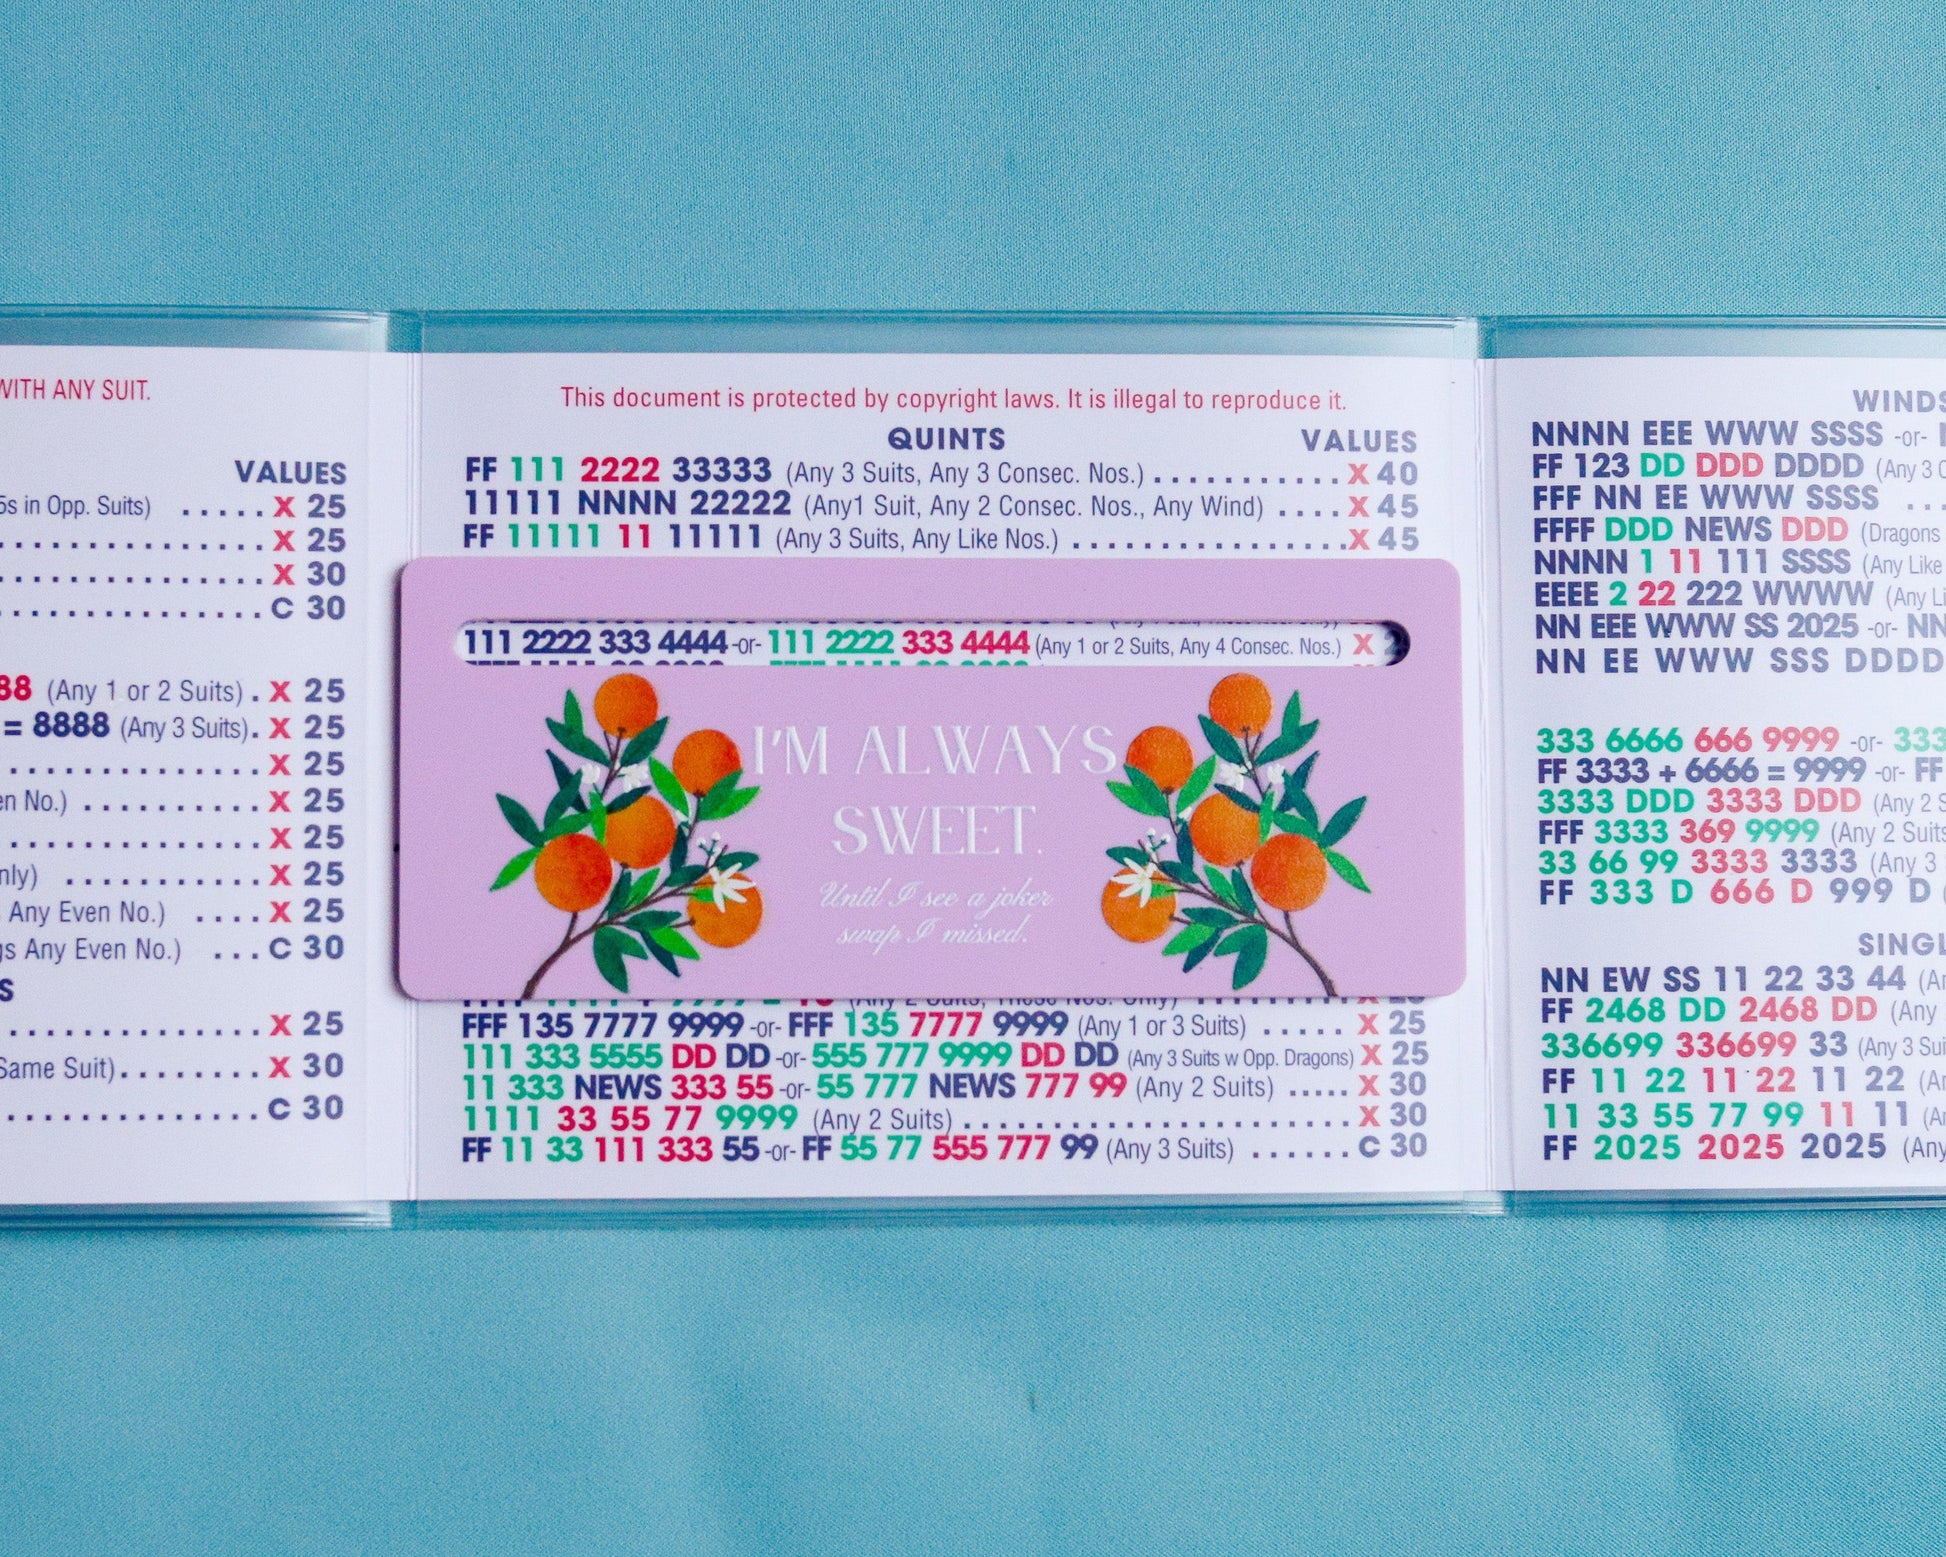 WITH ANY SUIT.
VALUES
5s in Opp. Suits) ..... X 25
X 25
X 30
C 30
88 (Any 1 or 2 Suits) . X 25
= 8888 (Any 3 Suits) . X 25
X 25
en No.) .......... X 25
X 25
nly) ........... X 25
, Any Even No.) .... X 25
gs Any Even No.) ... C 30
S
X 25
Same Suit) ........ X 30
C 30
This document is protected by copyright laws. It is illegal to reproduce it.
QUINTS VALUES
FF 111 2222 33333 (Any 3 Suits, Any 3 Consec. Nos.) ........... X 40
11111 NNNN 22222 (Any1 Suit, Any 2 Consec. Nos., Any Wind) .... X 45
FF 11111 11 11111 (Any 3 Suits, Any Like Nos.) ................. X 45
111 2222 333 4444 -or- 111 2222 333 4444 (Any 1 or 2 Suits, Any 4 Consec. Nos.) X
I'M ALWAYS
SWEET.
Until I see a joker
swap I missed.
FFF 135 7777 9999 -or- FFF 135 7777 9999 (Any 1 or 3 Suits) ..... X 25
111 333 5555 DD DD -or- 555 777 9999 DD DD (Any 3 Suits w Opp. Dragons) X 25
11 333 NEWS 333 55 -or- 55 777 NEWS 777 99 (Any 2 Suits) ..... X 30
1111 33 55 77 9999 (Any 2 Suits) ........................... X 30
FF 11 33 111 333 55 -or- FF 55 77 555 777 99 (Any 3 Suits) ...... C 30
WINDS
NNNN EEE WWW SSSS -or-
FF 123 DD DDD DDDD (Any 3
FFF NN EE WWW SSSS ...
FFFF DDD NEWS DDD (Dragons
NNNN 1 11 111 SSSS (Any Like
EEEE 2 22 222 WWWW (Any
NN EEE WWW SS 2025 -or- NN
NN EE WWW SSS DDDD
333 6666 666 9999 -or- 333
FF 3333 + 6666 = 9999 -or- FF
3333 DDD 3333 DDD (Any 2
FFF 3333 369 9999 (Any 2 Suits
33 66 99 3333 3333 (Any 3
FF 333 D 666 D 999 D
SINGL
NN EW SS 11 22 33 44
FF 2468 DD 2468 DD (Any
336699 336699 33 (Any 3 Sui
FF 11 22 11 22 11 22
11 33 55 77 99 11 11
FF 2025 2025 2025 (Any